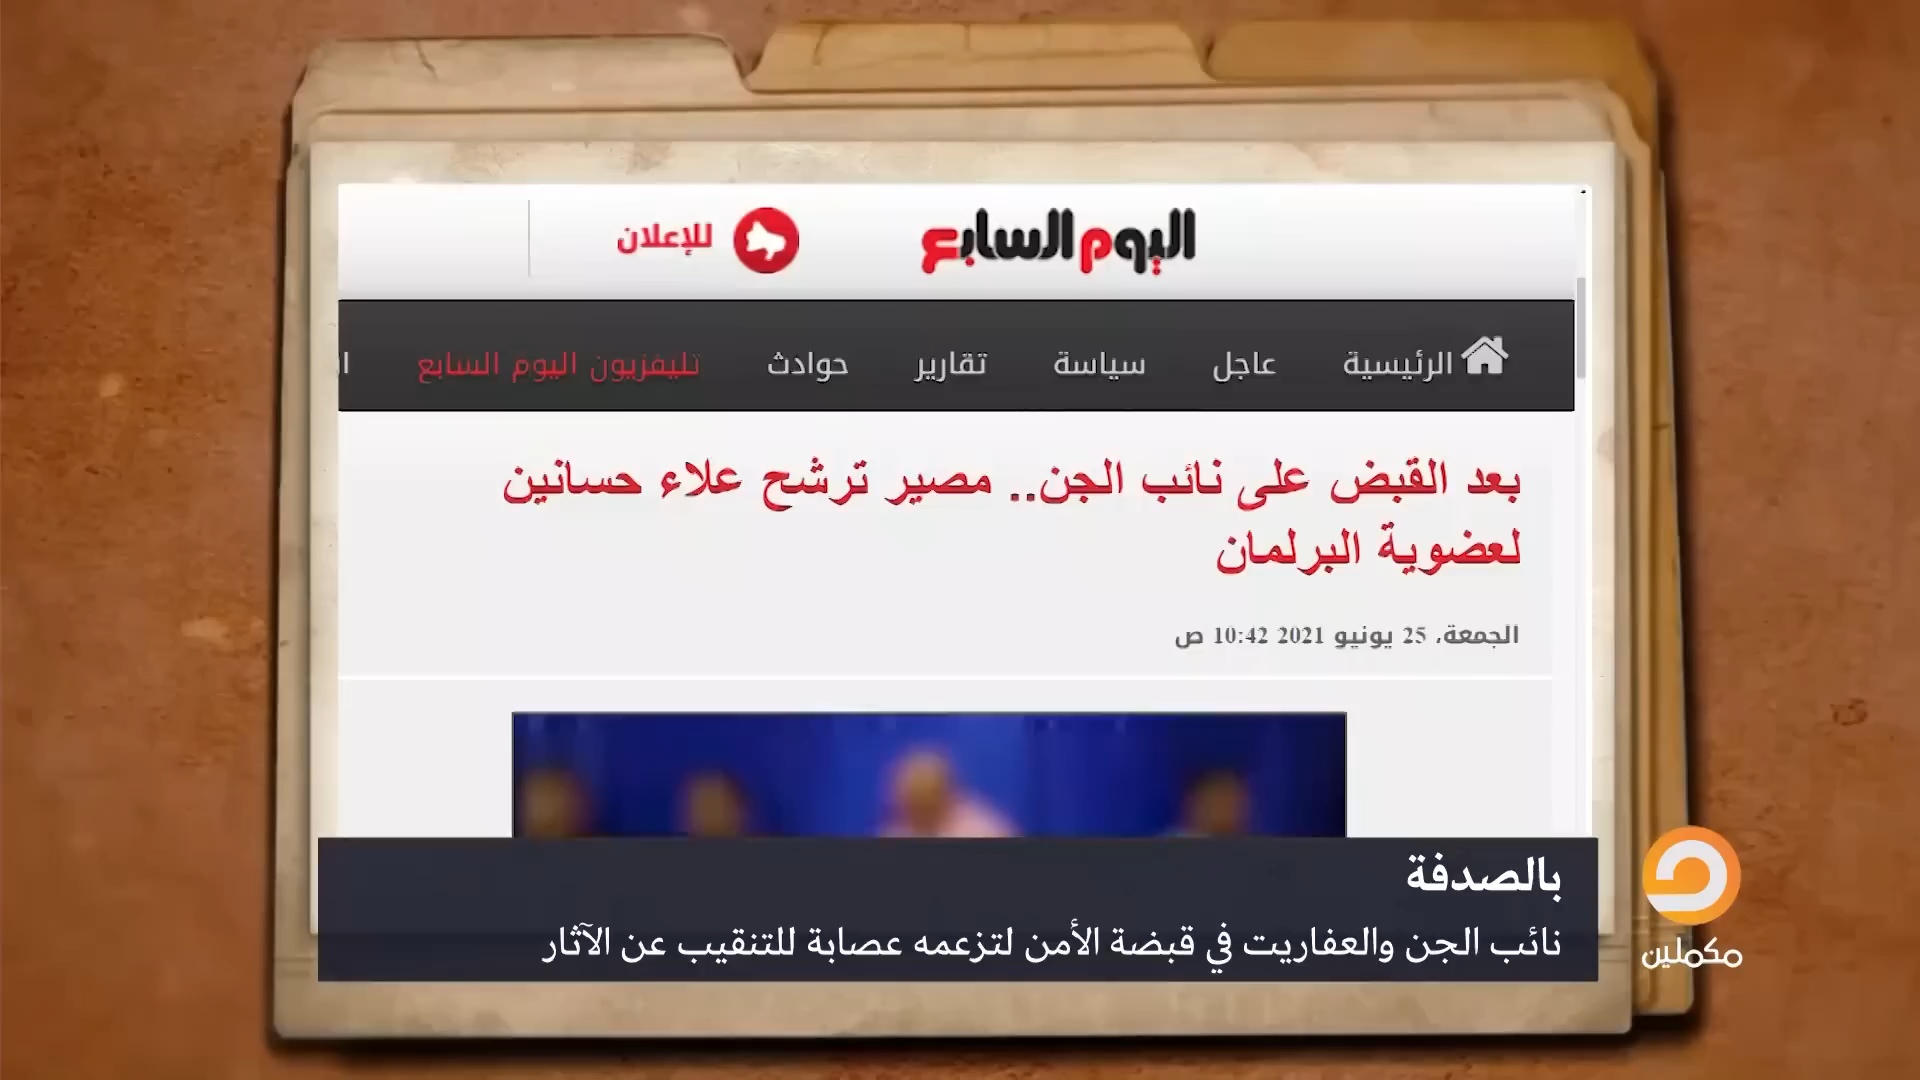 اليوم السابع
للإعلان
الرئيسية عاجل سياسة تقارير حوادث تليفزيون اليوم السابع
بعد القبض على نائب الجن.. مصير ترشح علاء حسانين
لعضوية البرلمان
الجمعة، 25 يونيو 2021 10:42 ص
بالصدفة
نائب الجن والعفاريت في قبضة الأمن لتزعمه عصابة للتنقيب عن الآثار
مكملين